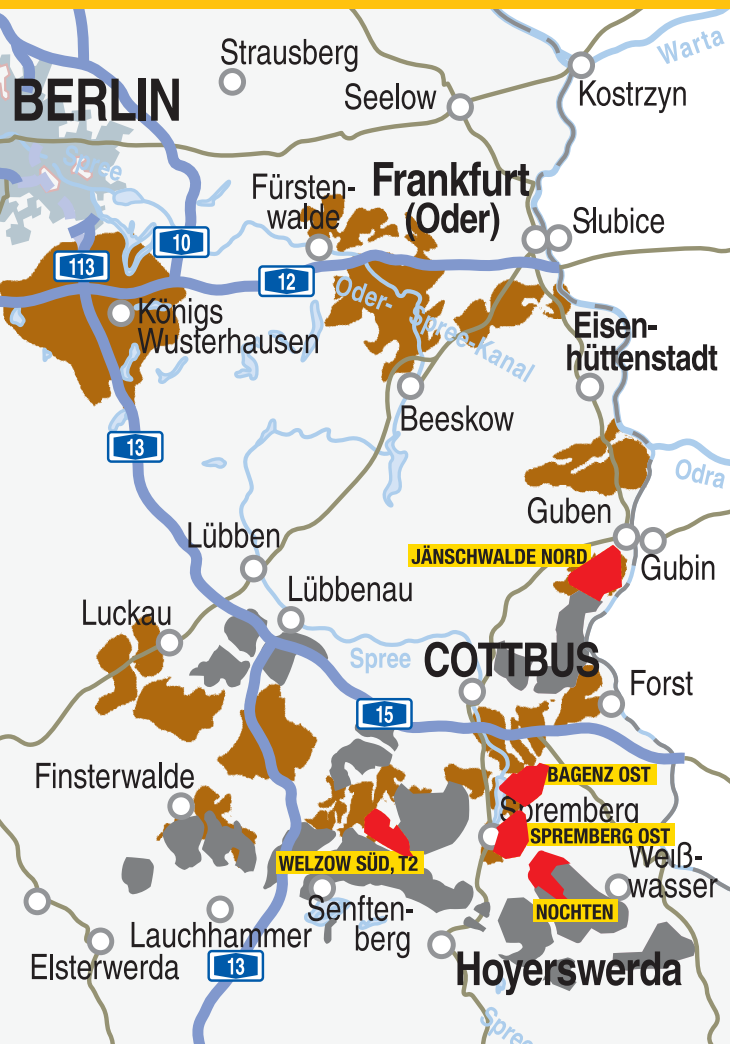 Strausberg
Warta
BERLIN
Seelow
Kostrzyn
Spree
Fürsten-
walde
Frankfurt
(Oder)
Słubice
10
113
12
Oder-
Spree-Kanal
Königs
Wusterhausen
Eisen-
hüttenstadt
Beeskow
13
Odra
Guben
Lübben
JÄNSCHWALDE NORD
Gubin
Lübbenau
Luckau
Spree
COTTBUS
Forst
15
Finsterwalde
BAGENZ OST
Spremberg
SPREMBERG OST
WELZOW SÜD, T2
Weiß-
wasser
Senften-
berg
NOCHTEN
Lauchhammer
Elsterwerda
13
Hoyerswerda
Spree